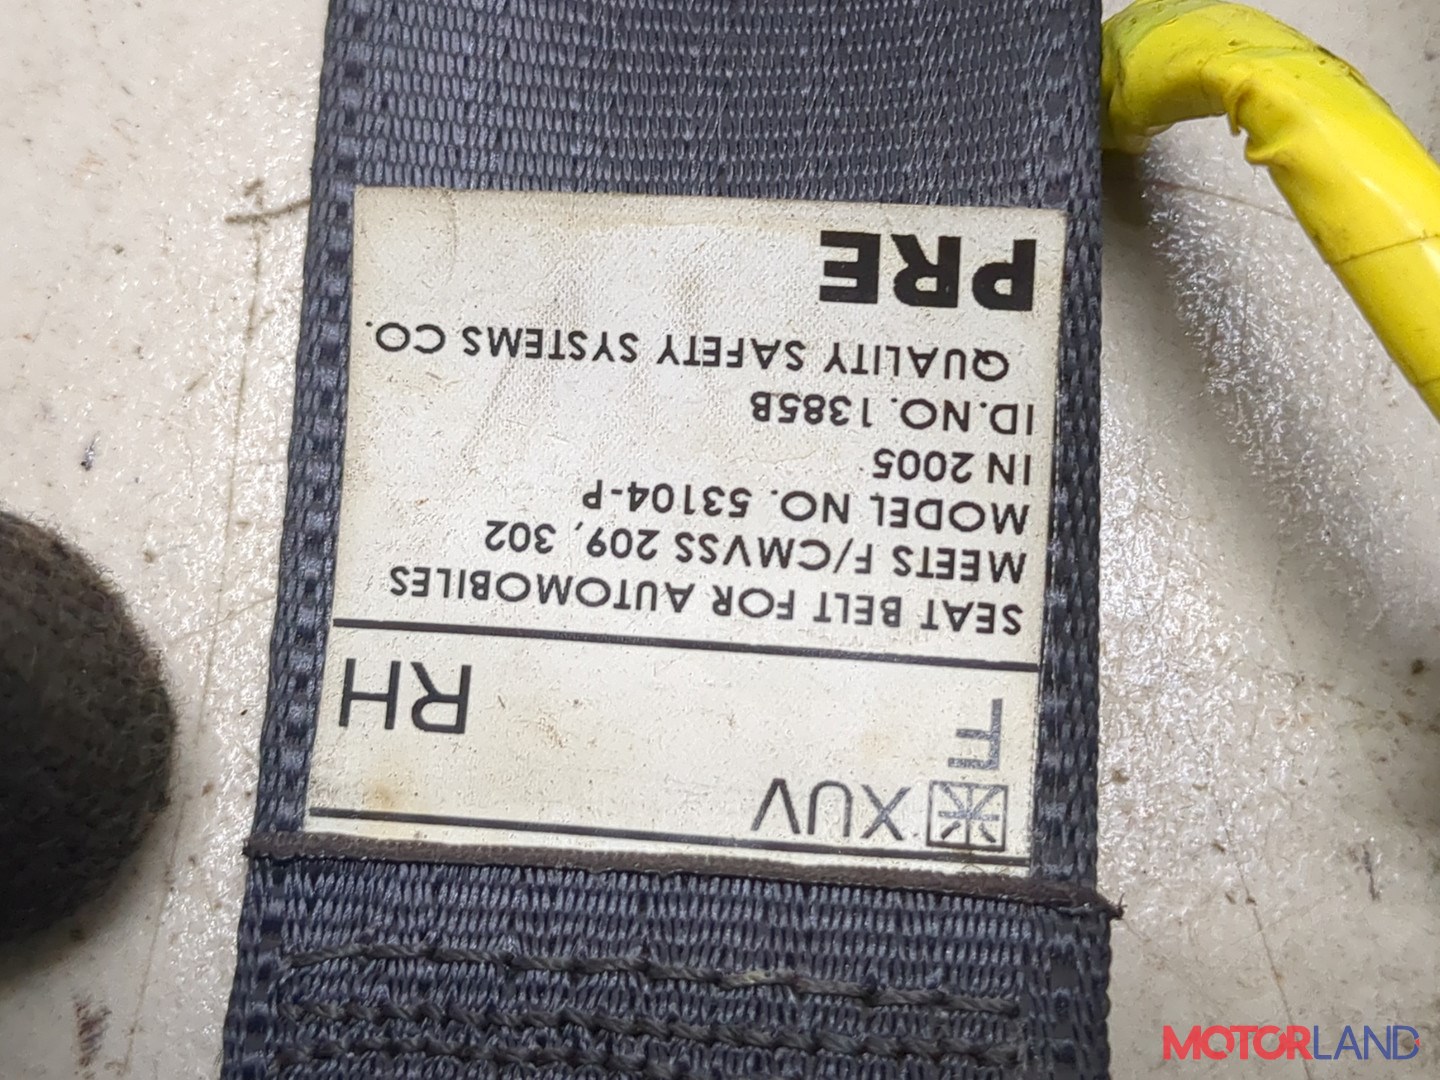 XUV
T
RH
SEAT BELT FOR AUTOMOBILES
MEETS F/CMVSS 209, 302
MODEL NO. 53104-P
IN 2005
ID.NO. 1385B
QUALITY SAFETY SYSTEMS CO.
PRE
MOTORLAND